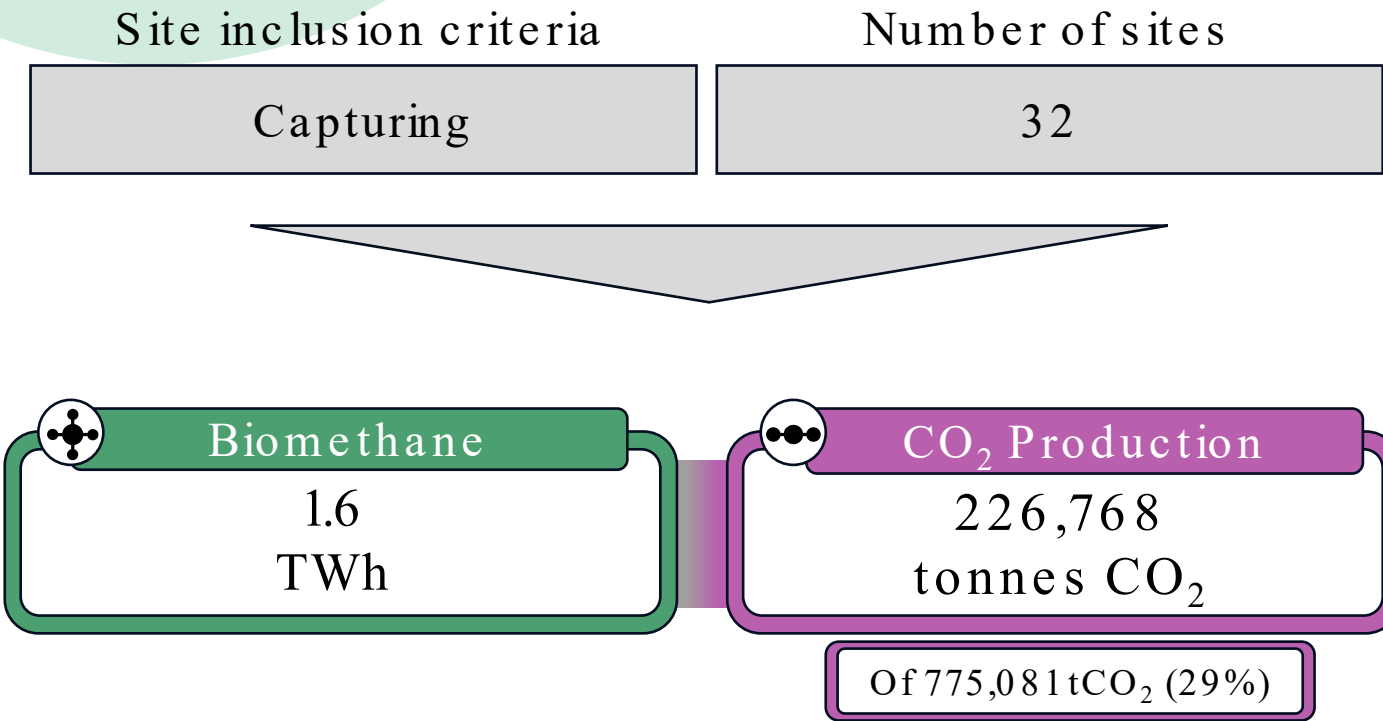 Site inclusion criteria
Number of sites
Capturing
32
Biomethane
1.6
TWh
CO₂ Production
226,768
tonnes CO₂
Of 775,081 tCO₂ (29%)